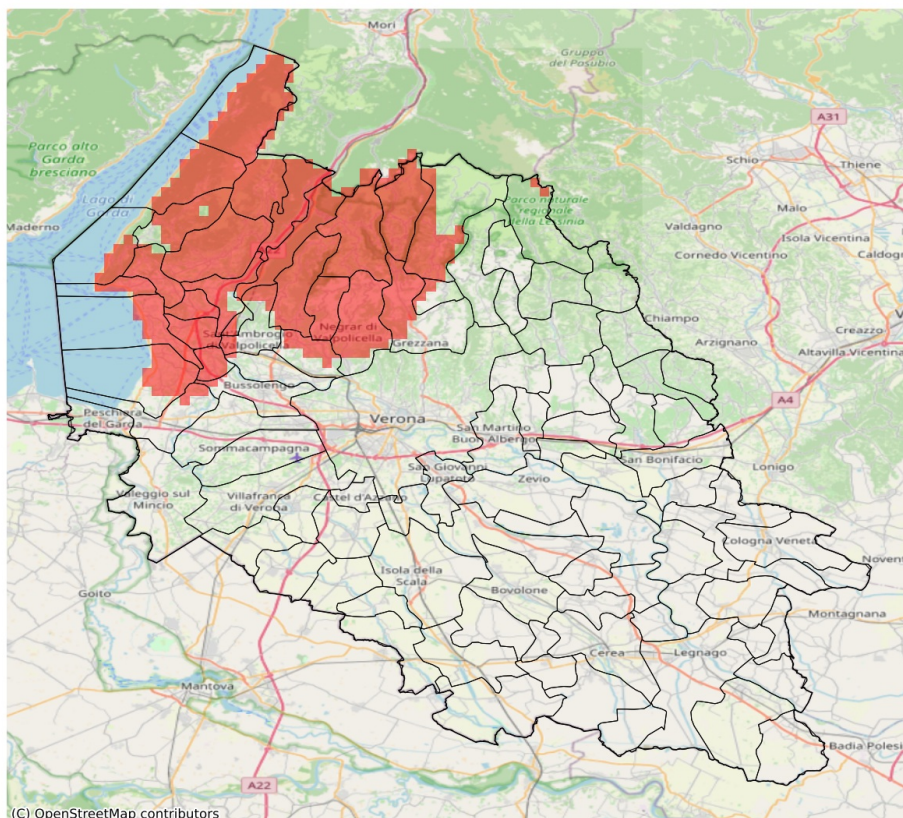 Mori
Gruppo
del Pasubio
A31
Parco alto
Garda
bresciano
Schio
Thiene
Lago di
Garda
Parco naturale
regionale
della Lessinia
Malo
Maderno
Valdagno
Isola Vicentina
Cornedo Vicentino
Caldogn
Chiampo
Sant'Ambrogio
di Valpolicella
Negrar di
Valpolicella
Grezzana
Arzignano
Creazzo
Altavilla Vicentina
Bussolengo
A4
Peschiera
del Garda
Verona
San Martino
Buon Albergo
Sommacampagna
San Bonifacio
Lonigo
San Giovanni
Lupatoto
Zevio
Valeggio sul
Mincio
Villafranca
di Verona
Castel d'Azzano
Cologna Veneta
Noven
Isola della
Scala
Goito
Bovolone
Montagnana
Cerea
Legnago
Mantova
Badia Polesi
A22
(C) OpenStreetMap contributors